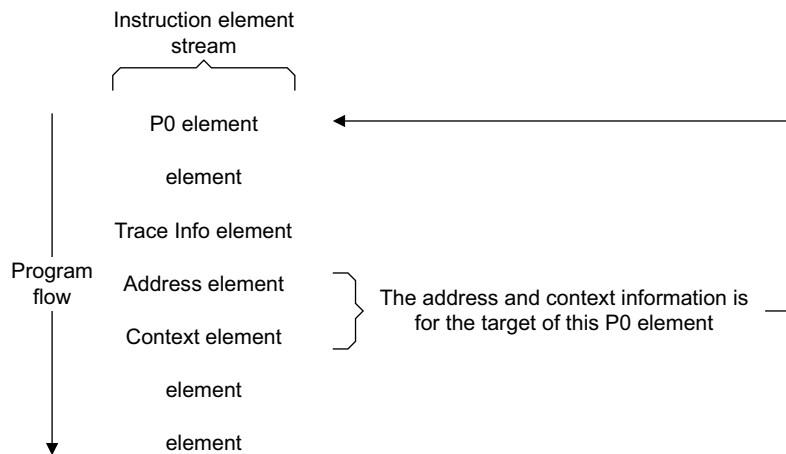 Instruction element
stream
P0 element
element
Trace Info element
Address element
Context element
element
element
Program
flow
The address and context information is
for the target of this P0 element